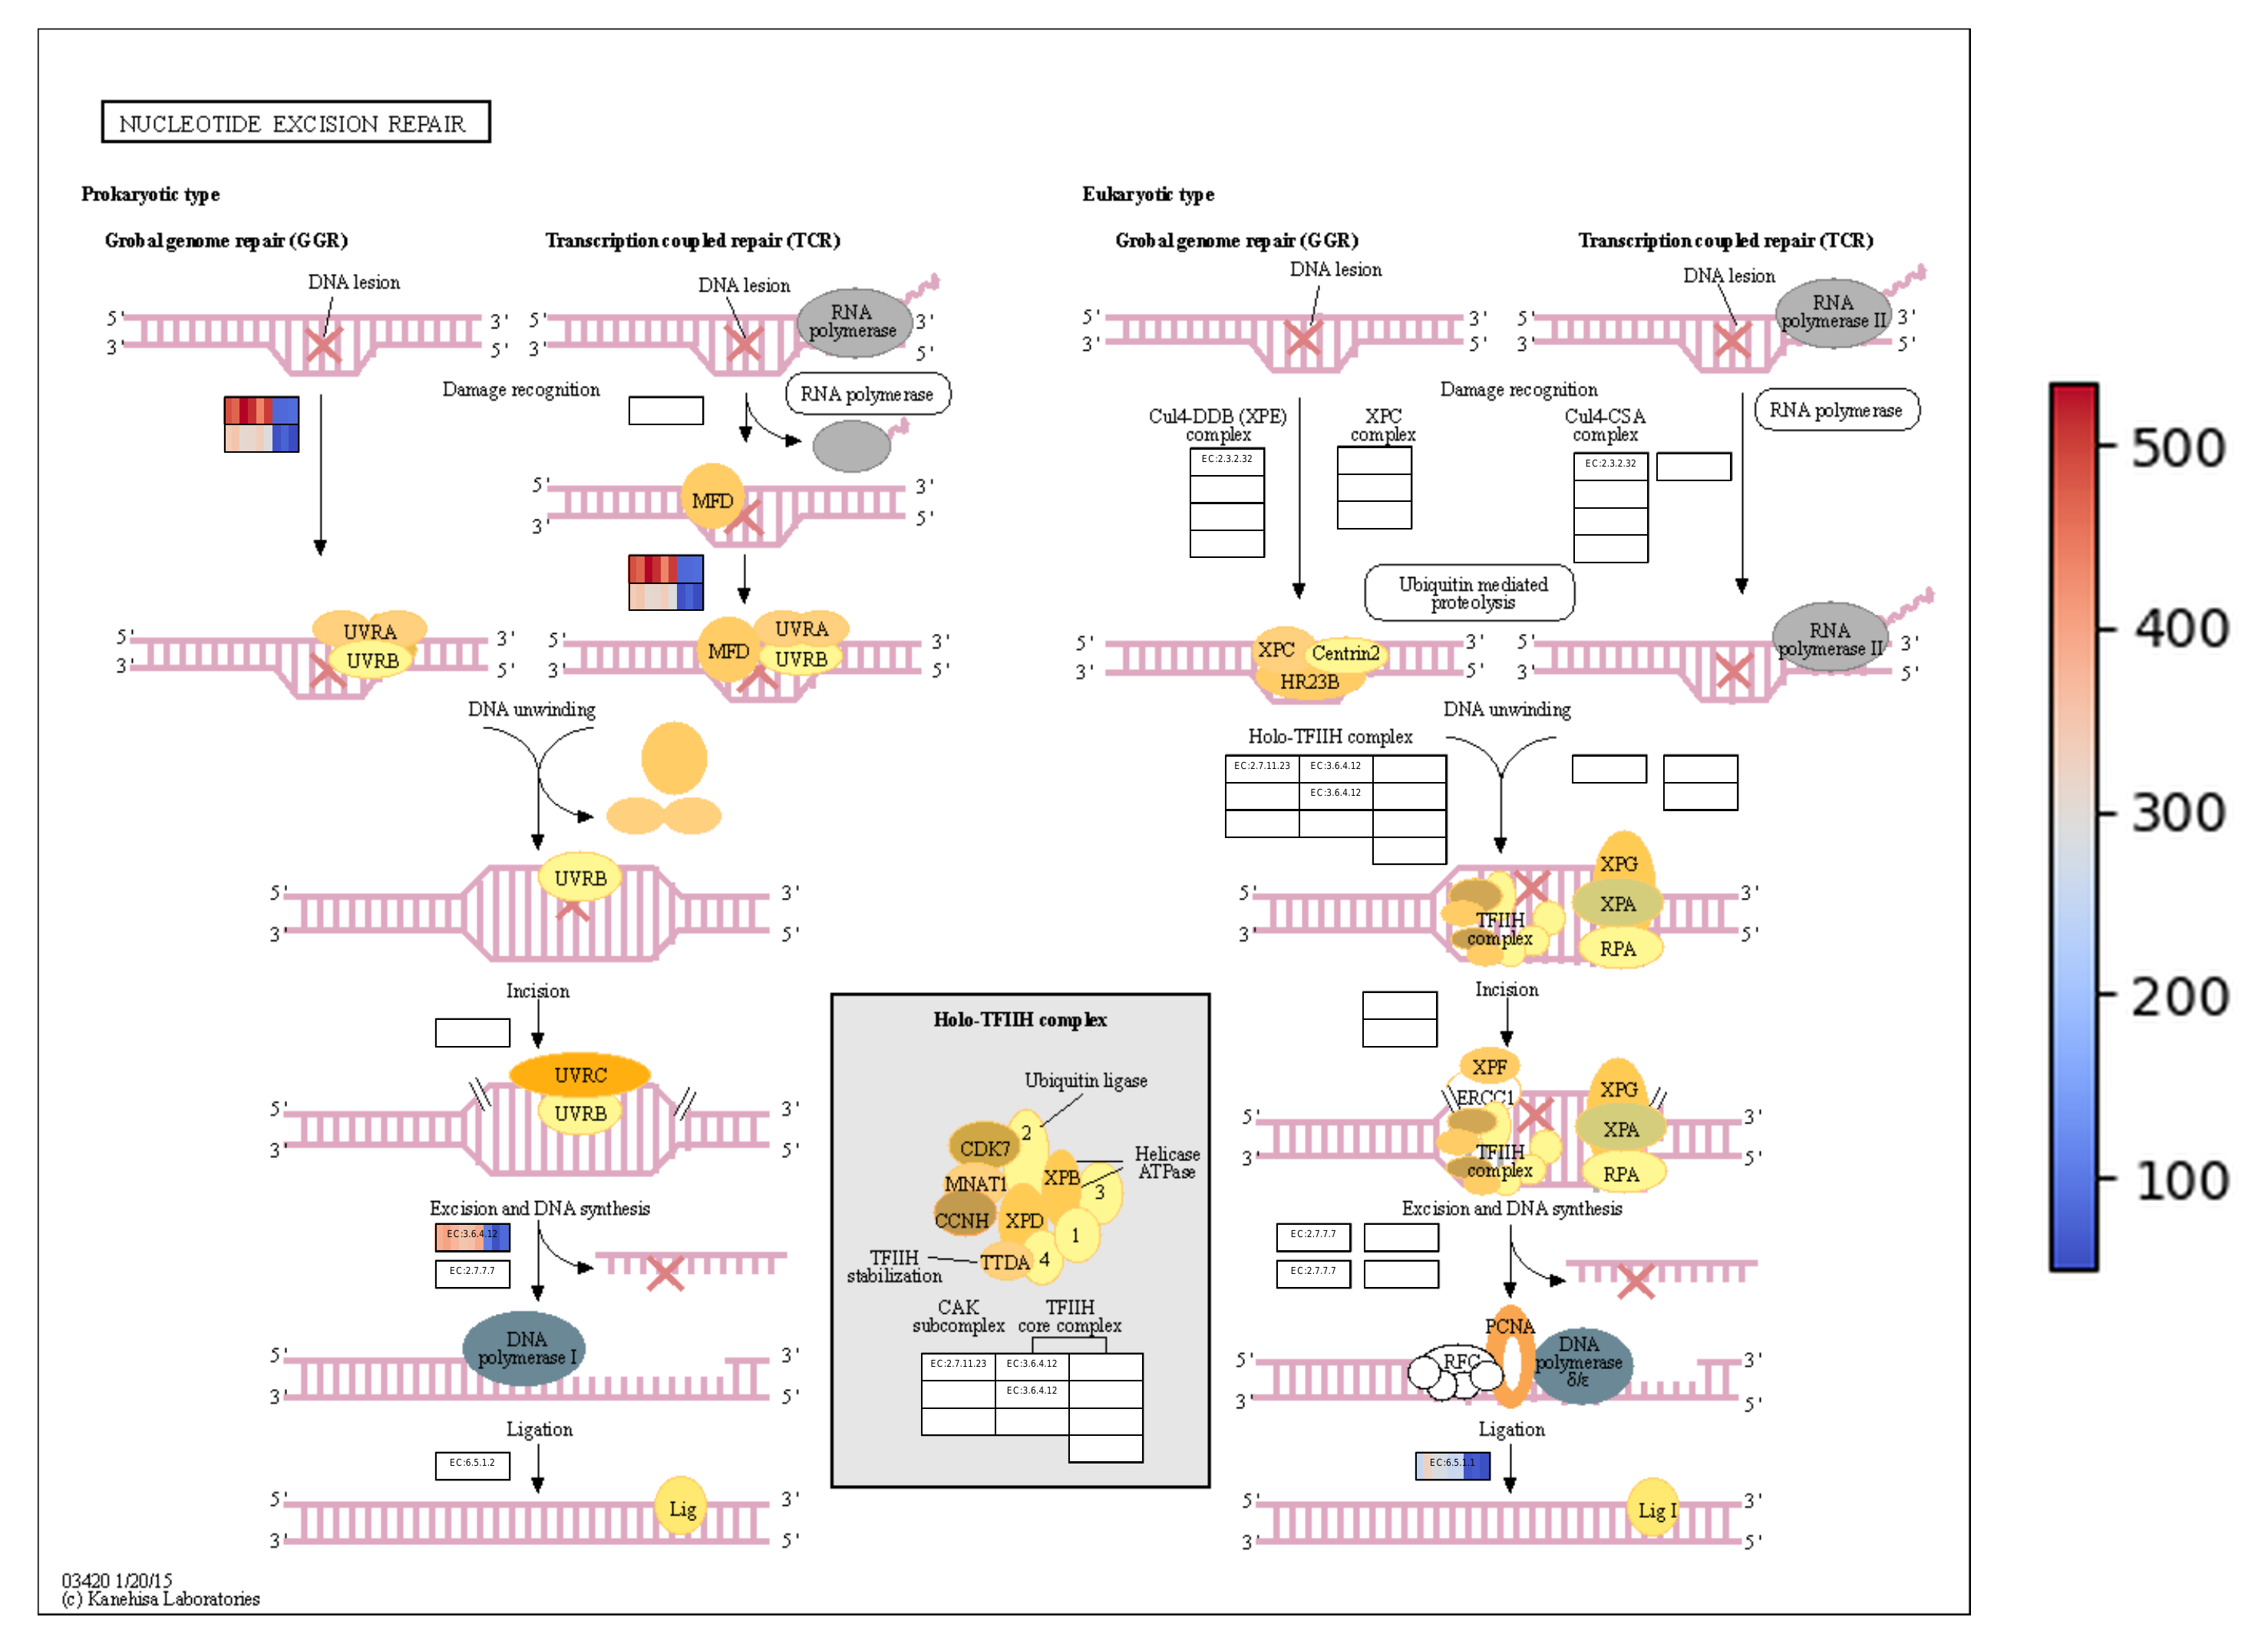 NUCLEOTIDE EXCISION REPAIR
Prokaryotic type
Grobal genome repair (GGR)
Transcription coupled repair (TCR)
DNA lesion
DNA lesion
RNA
polymerase
5'
3'
3'
5'
5'
3'
3'
5'
Damage recognition
RNA polymerase
5'
3'
MFD
3'
5'
5'
3'
UVRA
UVRB
3'
5'
5'
3'
MFD
UVRA
UVRB
3'
5'
DNA unwinding
5'
3'
UVRB
3'
5'
Incision
UVRC
UVRB
5'
3'
3'
5'
Excision and DNA synthesis
EC:3.6.4.12
EC:2.7.7.7
DNA
polymerase I
5'
3'
3'
5'
Ligation
EC:6.5.1.2
5'
3'
Lig
3'
5'
Holo-TFIIH complex
Ubiquitin ligase
2
CDK7
Helicase
ATPase
MNAT1
XPB
3
CCNH
XPD
1
TFIIH
stabilization
TTDA
4
CAK
subcomplex
TFIIH
core complex
EC:2.7.11.23
EC:3.6.4.12
EC:3.6.4.12
Eukaryotic type
Grobal genome repair (GGR)
Transcription coupled repair (TCR)
DNA lesion
DNA lesion
RNA
polymerase II
5'
3'
3'
5'
5'
3'
3'
5'
Damage recognition
RNA polymerase
Cul4-DDB (XPE)
complex
XPC
complex
Cul4-CSA
complex
EC:2.3.2.32
EC:2.3.2.32
Ubiquitin mediated
proteolysis
5'
3'
XPC
Centrin2
HR23B
3'
5'
5'
3'
RNA
polymerase II
3'
5'
DNA unwinding
Holo-TFIIH complex
EC:2.7.11.23
EC:3.6.4.12
EC:3.6.4.12
5'
3'
TFIIH
complex
XPG
XPA
RPA
3'
5'
Incision
XPF
ERCC1
TFIIH
complex
XPG
XPA
RPA
5'
3'
3'
5'
Excision and DNA synthesis
EC:2.7.7.7
EC:2.7.7.7
PCNA
RFC
DNA
polymerase
δ/ε
5'
3'
3'
5'
Ligation
EC:6.5.1.1
5'
3'
Lig I
3'
5'
03420 1/20/15
(c) Kanehisa Laboratories
500
400
300
200
100